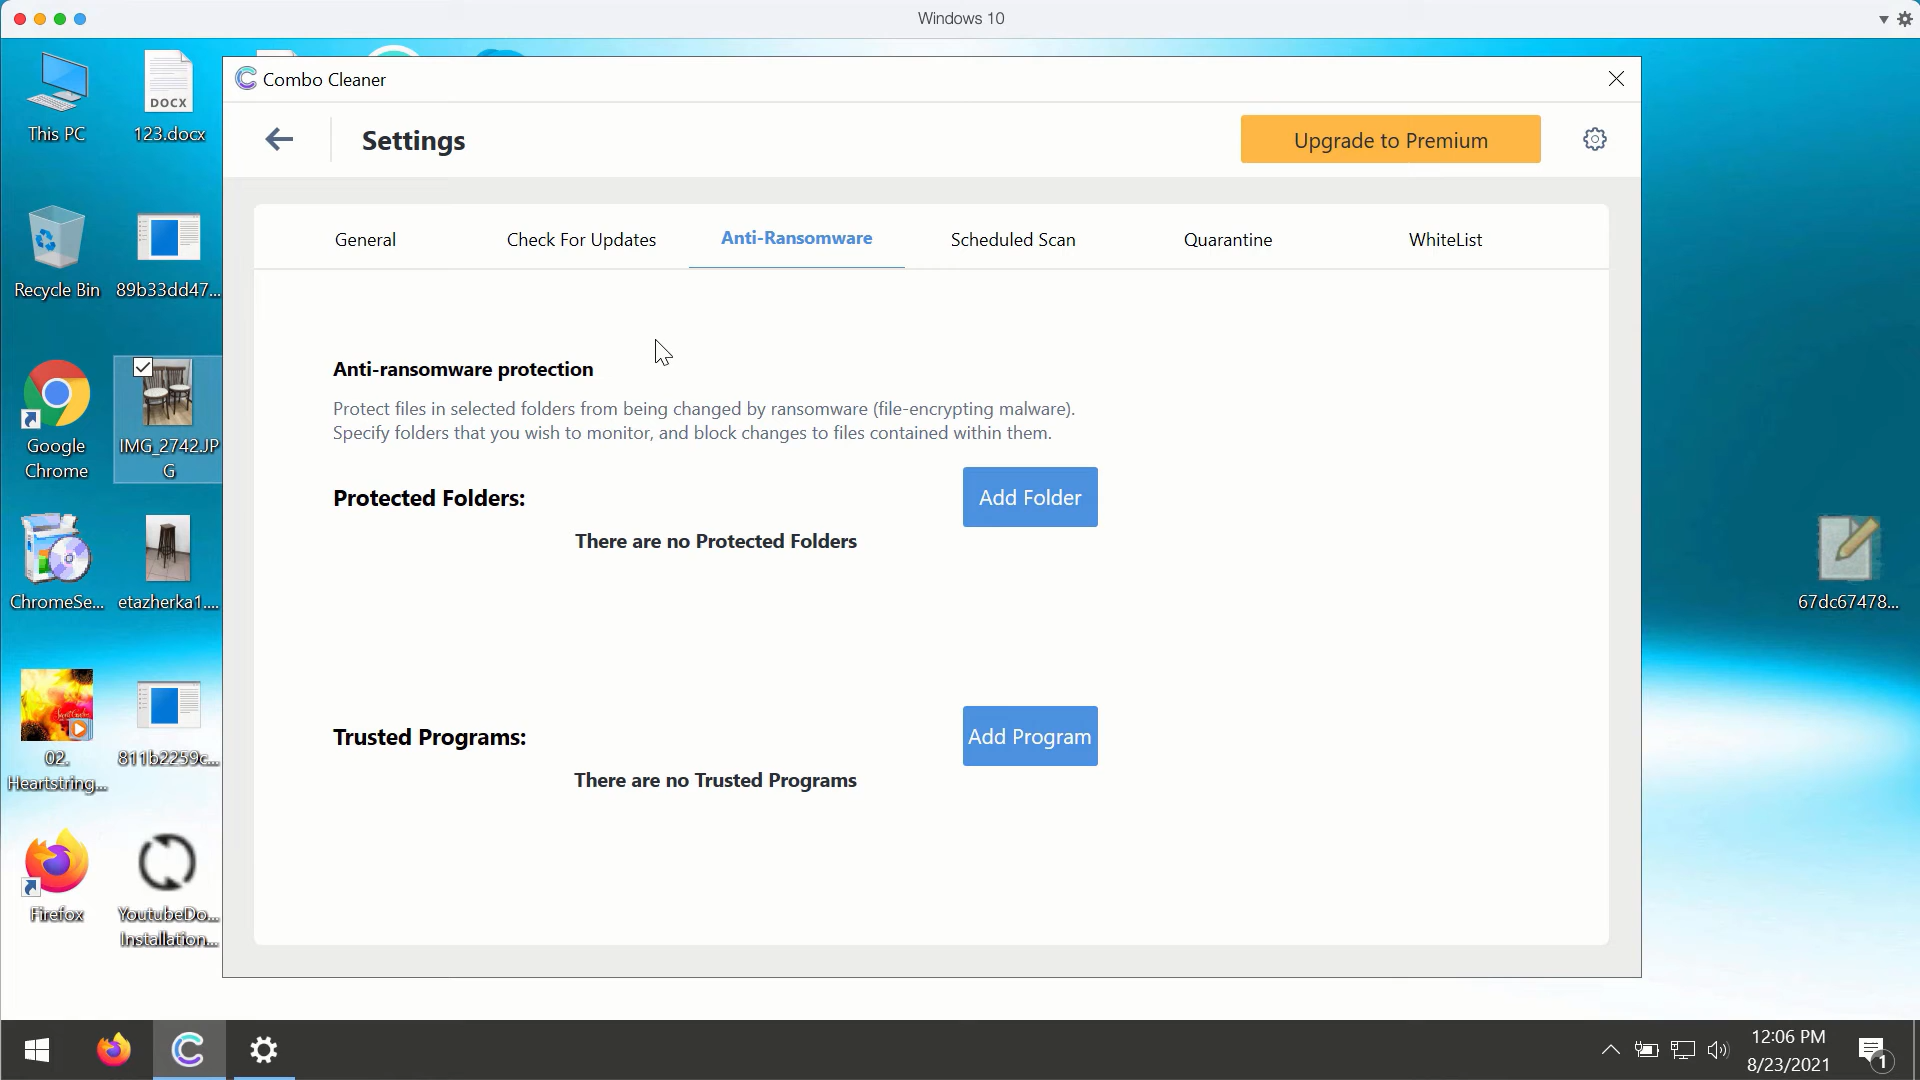 Windows 10
This PC
DOCX
123.docx
Recycle Bin
89b33dd47...
Google
Chrome
IMG_2742.JP
G
ChromeSe...
etazherka1....
02.
Heartstring...
811b2259c...
Firefox
YoutubeDo...
Installation...
Combo Cleaner
Settings
Upgrade to Premium
General
Check For Updates
Anti-Ransomware
Scheduled Scan
Quarantine
WhiteList
Anti-ransomware protection
Protect files in selected folders from being changed by ransomware (file-encrypting malware).
Specify folders that you wish to monitor, and block changes to files contained within them.
Protected Folders:
Add Folder
There are no Protected Folders
Trusted Programs:
Add Program
There are no Trusted Programs
67dc67478...
12:06 PM
8/23/2021
1